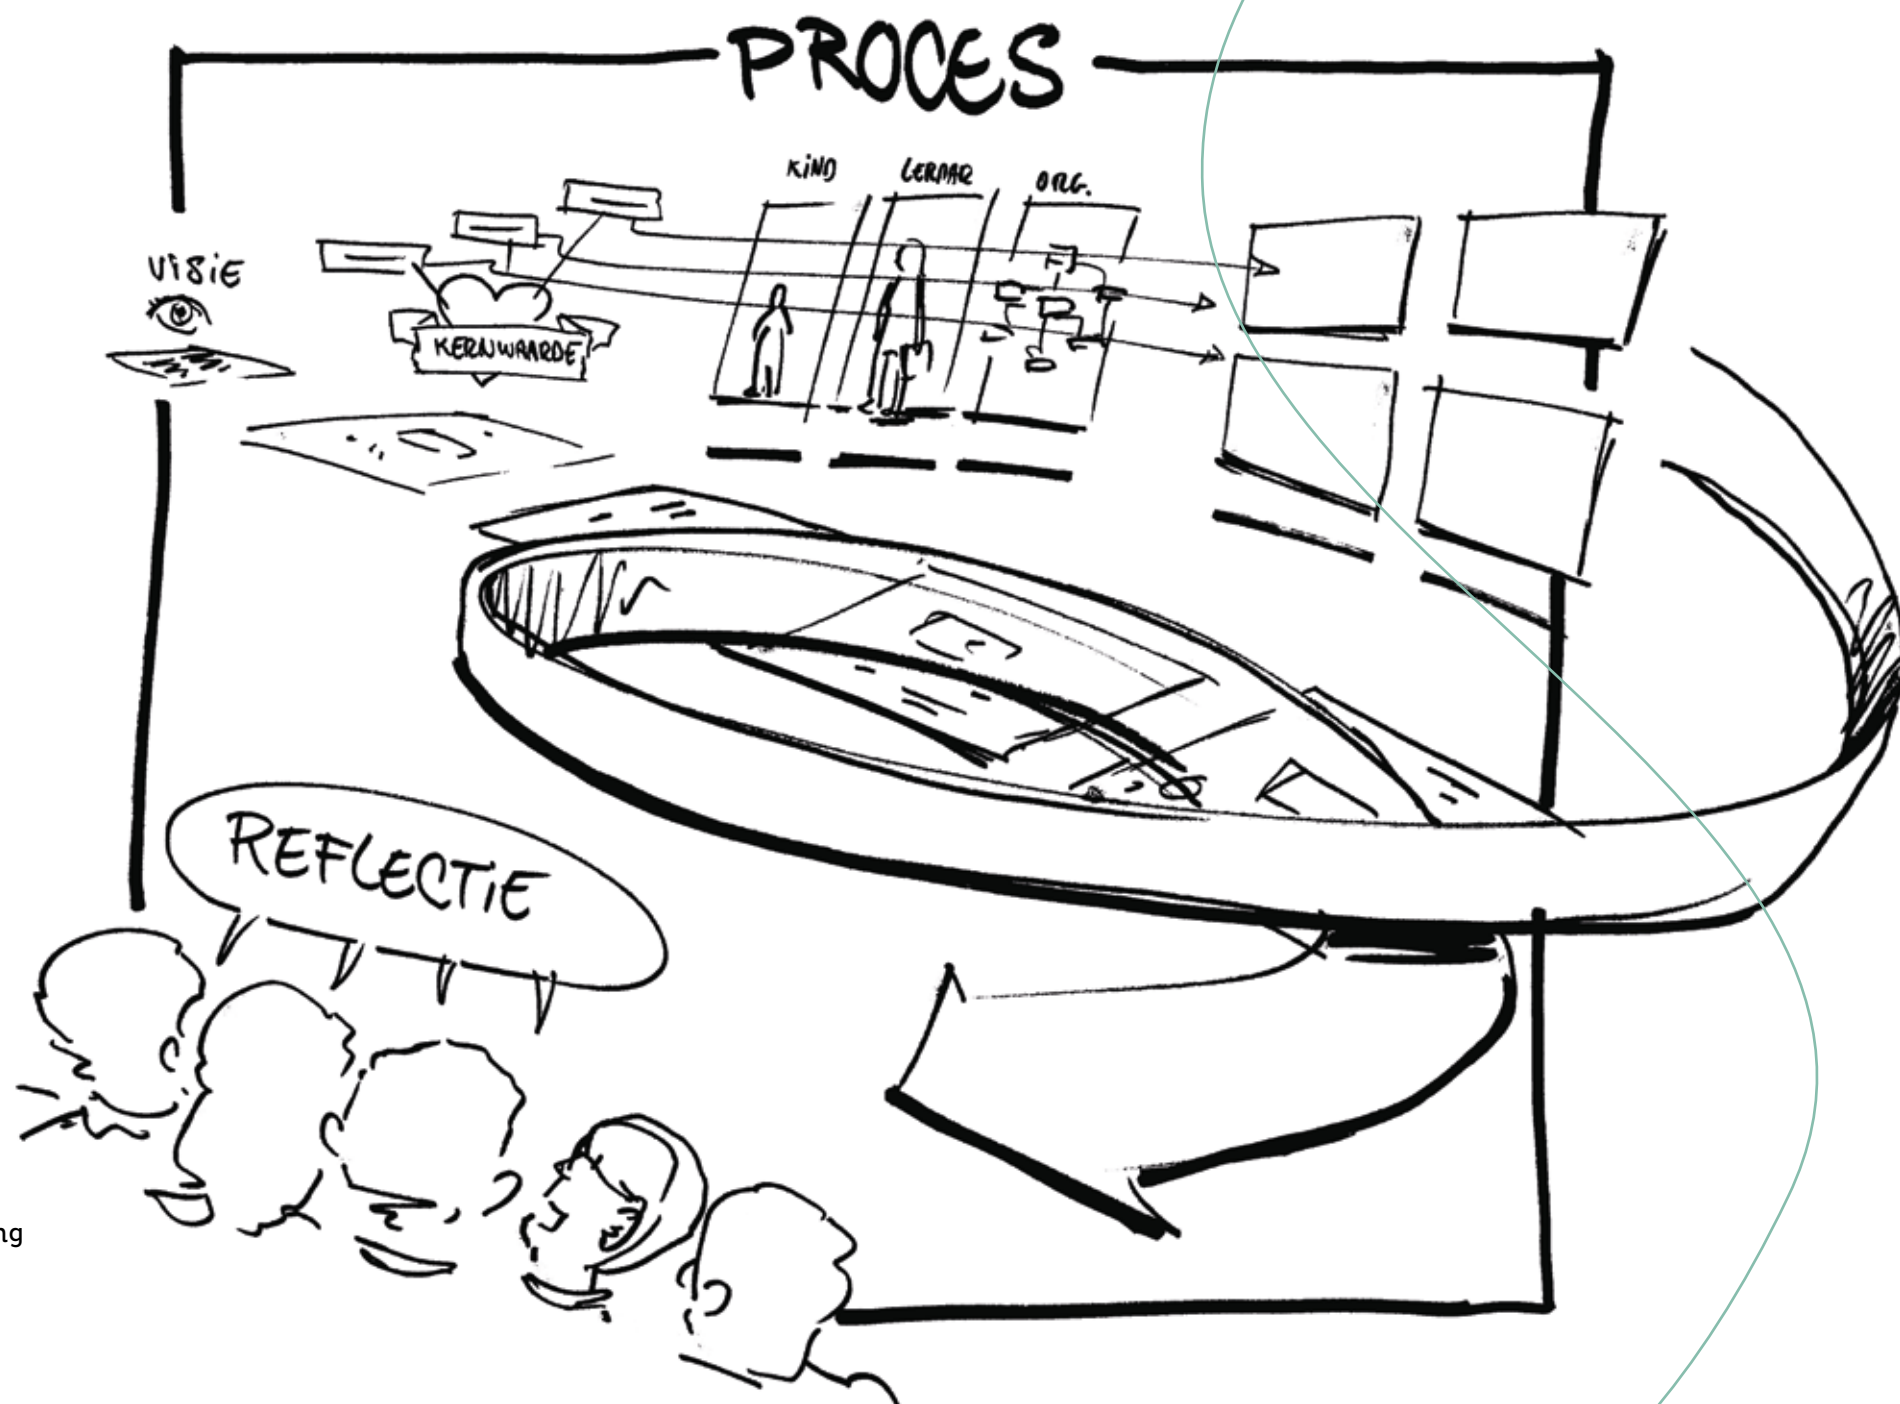 PROCES
KIND
LERAAR
ORG.
VISIE
KERNWAARDE
REFLECTIE
ng